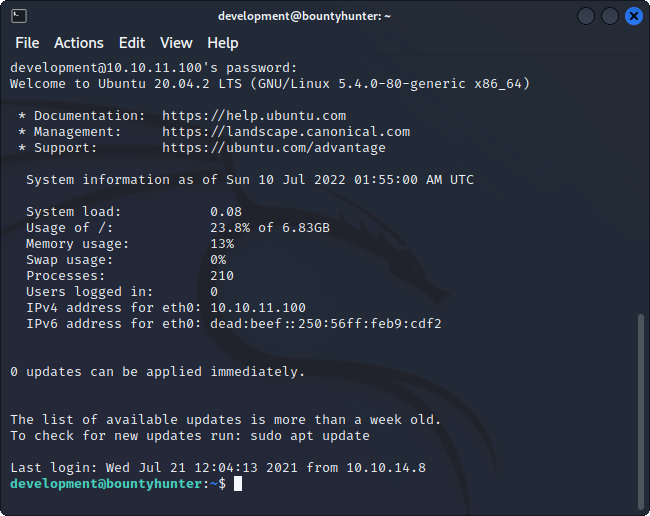 development@bountyhunter: ~
File Actions Edit View Help
development@10.10.11.100's password:
Welcome to Ubuntu 20.04.2 LTS (GNU/Linux 5.4.0-80-generic x86_64)
* Documentation: https://help.ubuntu.com
* Management: https://landscape.canonical.com
* Support: https://ubuntu.com/advantage
System information as of Sun 10 Jul 2022 01:55:00 AM UTC
System load: 0.08
Usage of /: 23.8% of 6.83GB
Memory usage: 13%
Swap usage: 0%
Processes: 210
Users logged in: 0
IPv4 address for eth0: 10.10.11.100
IPv6 address for eth0: dead:beef::250:56ff:feb9:cdf2
0 updates can be applied immediately.
The list of available updates is more than a week old.
To check for new updates run: sudo apt update
Last login: Wed Jul 21 12:04:13 2021 from 10.10.14.8
development@bountyhunter:~$